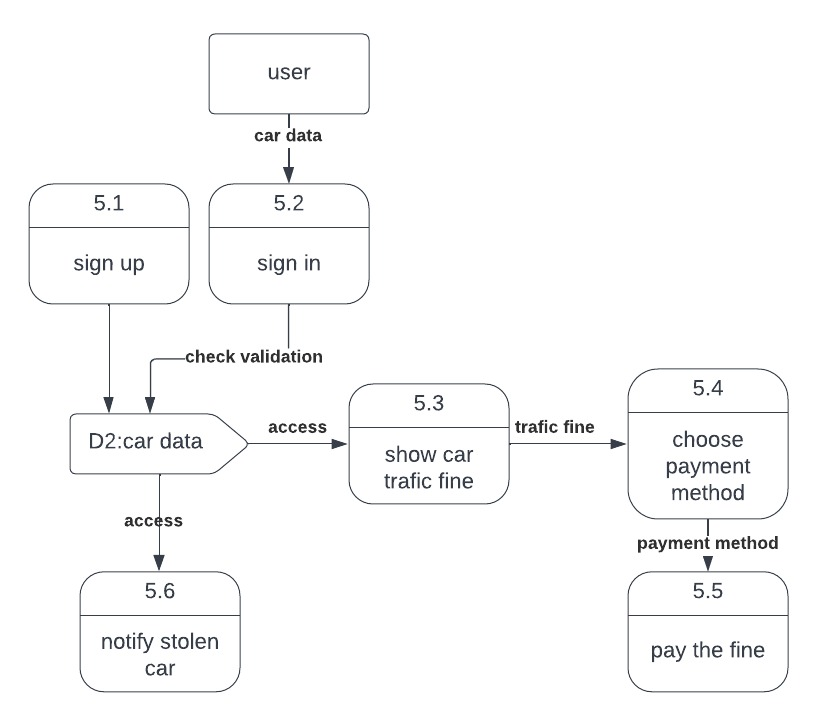 user
car data
5.1
sign up
5.2
sign in
check validation
D2:car data
access
5.3
show car
trafic fine
trafic fine
5.4
choose
payment
method
access
payment method
5.6
notify stolen
car
5.5
pay the fine